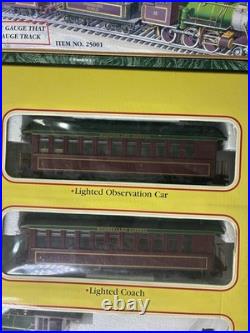 GAUGE THAT
GAUGE TRACK
ITEM NO. 25001
•Lighted Observation Car
•Lighted Coach